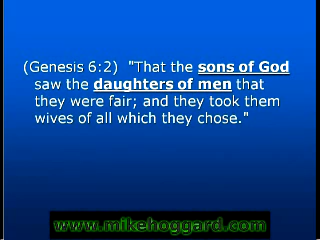 (Genesis 6:2)  "That the sons of God
saw the daughters of men that
they were fair; and they took them
wives of all which they chose."
www.mikehoggard.com